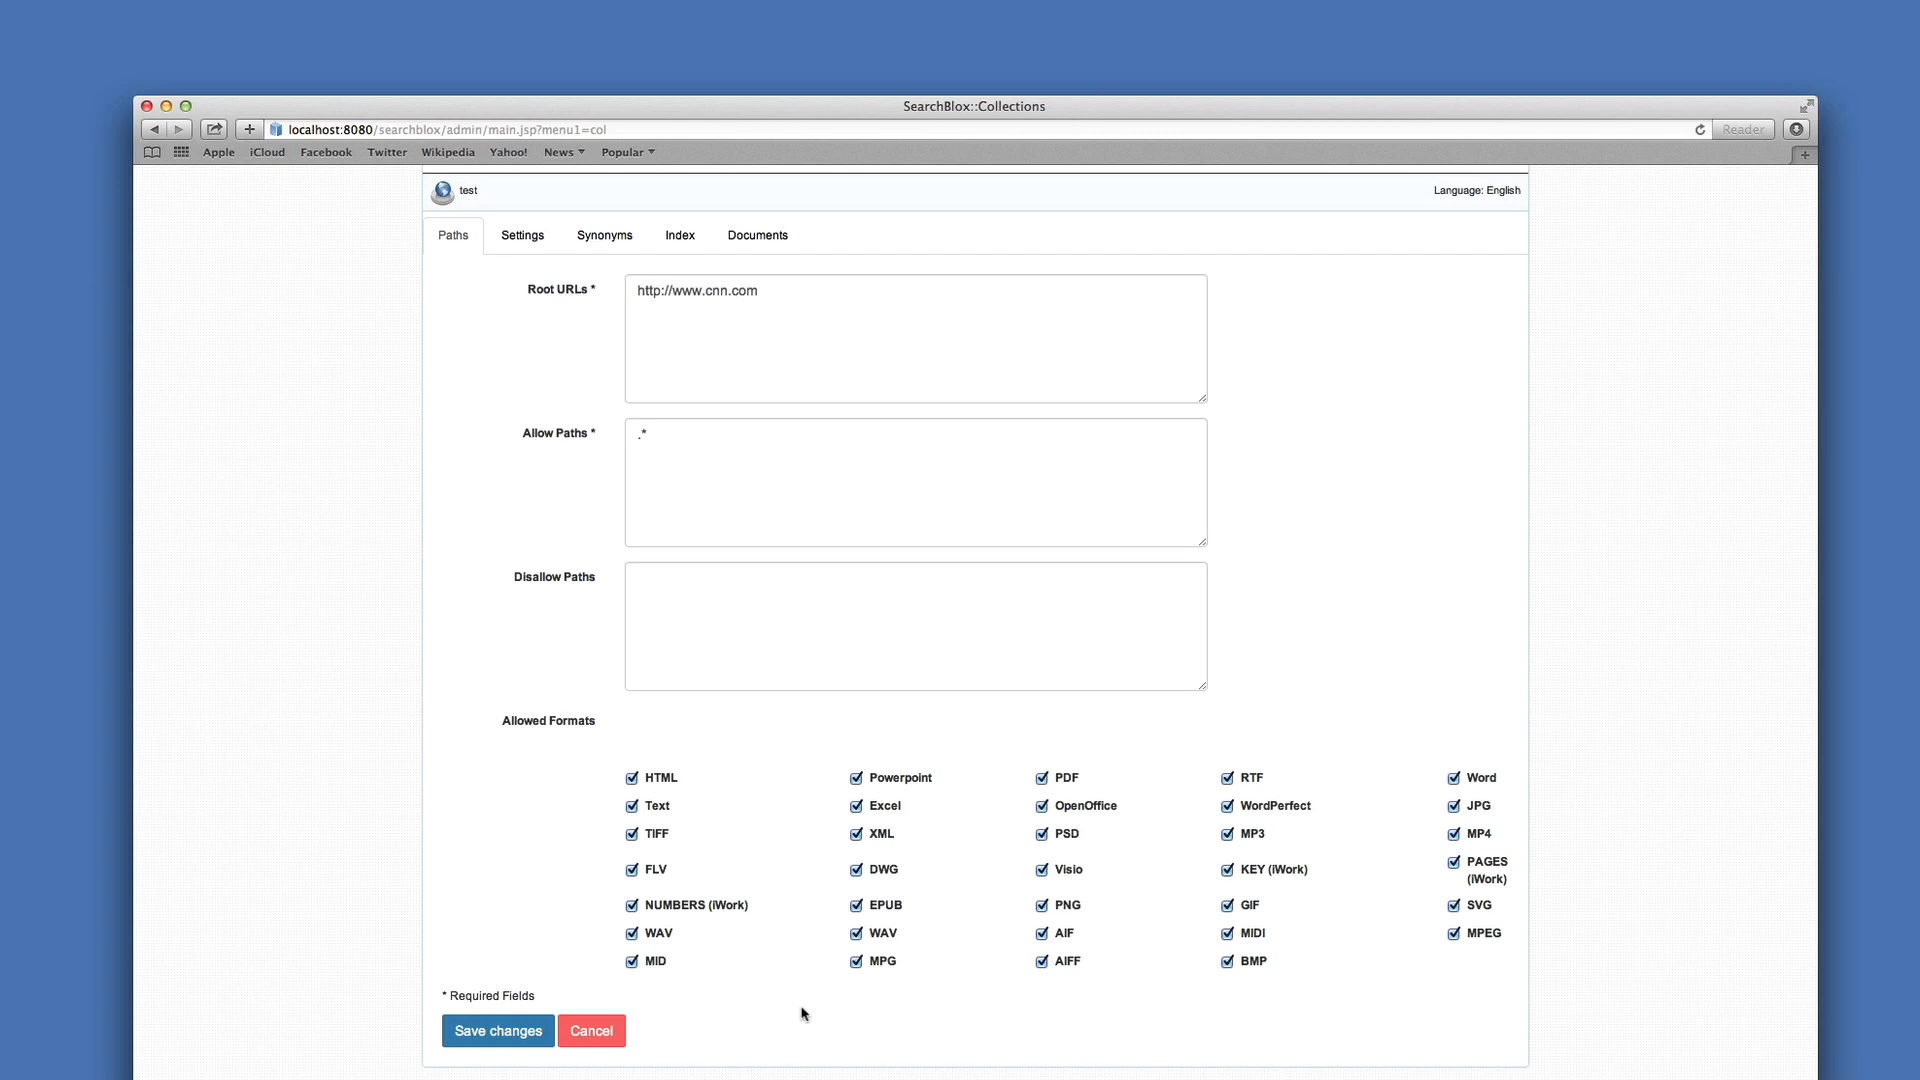 SearchBlox::Collections
localhost:8080/searchblox/admin/main.jsp?menu1=col
Reader
Apple iCloud Facebook Twitter Wikipedia Yahoo! News Popular
test
Language: English
Paths Settings Synonyms Index Documents
Root URLs *
http://www.cnn.com
Allow Paths *
.*
Disallow Paths
Allowed Formats
HTML Powerpoint PDF RTF Word
Text Excel OpenOffice WordPerfect JPG
TIFF XML PSD MP3 MP4
FLV DWG Visio KEY (iWork) PAGES (iWork)
NUMBERS (iWork) EPUB PNG GIF SVG
WAV WAV AIF MIDI MPEG
MID MPG AIFF BMP
* Required Fields
Save changes Cancel